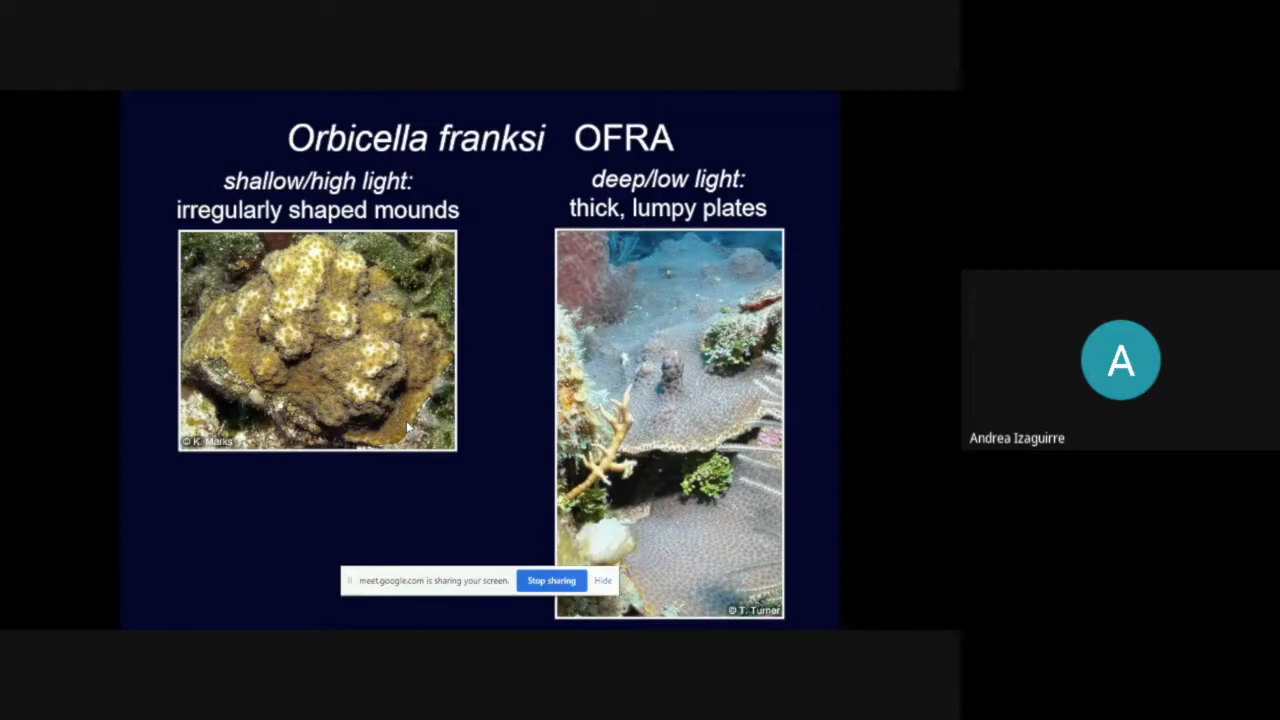 Orbicella franksi OFRA
shallow/high light:
irregularly shaped mounds
deep/low light:
thick, lumpy plates
© K. Marks
meet.google.com is sharing your screen. Stop sharing Hide
© T. Turner
A
Andrea Izaguirre